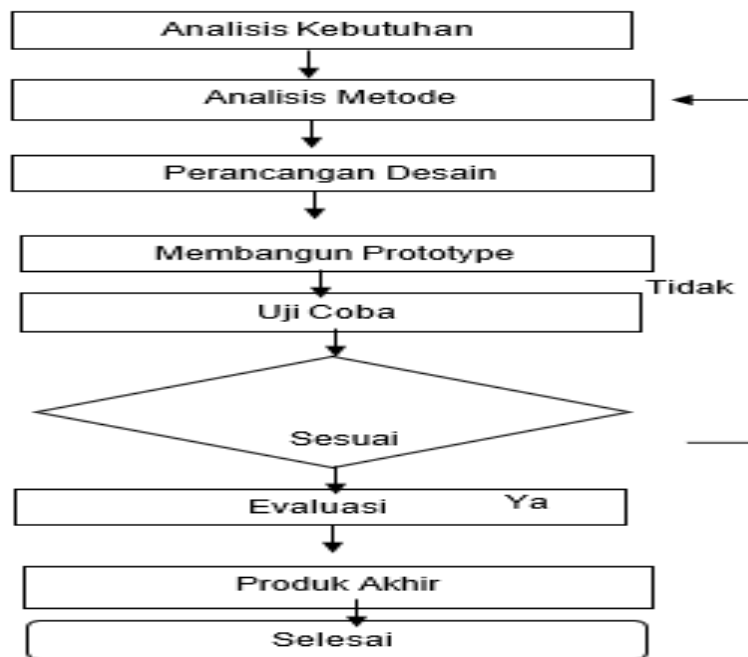 Analisis Kebutuhan
Analisis Metode
Perancangan Desain
Membangun Prototype
Tidak
Uji Coba
Sesuai
Evaluasi
Ya
Produk Akhir
Selesai